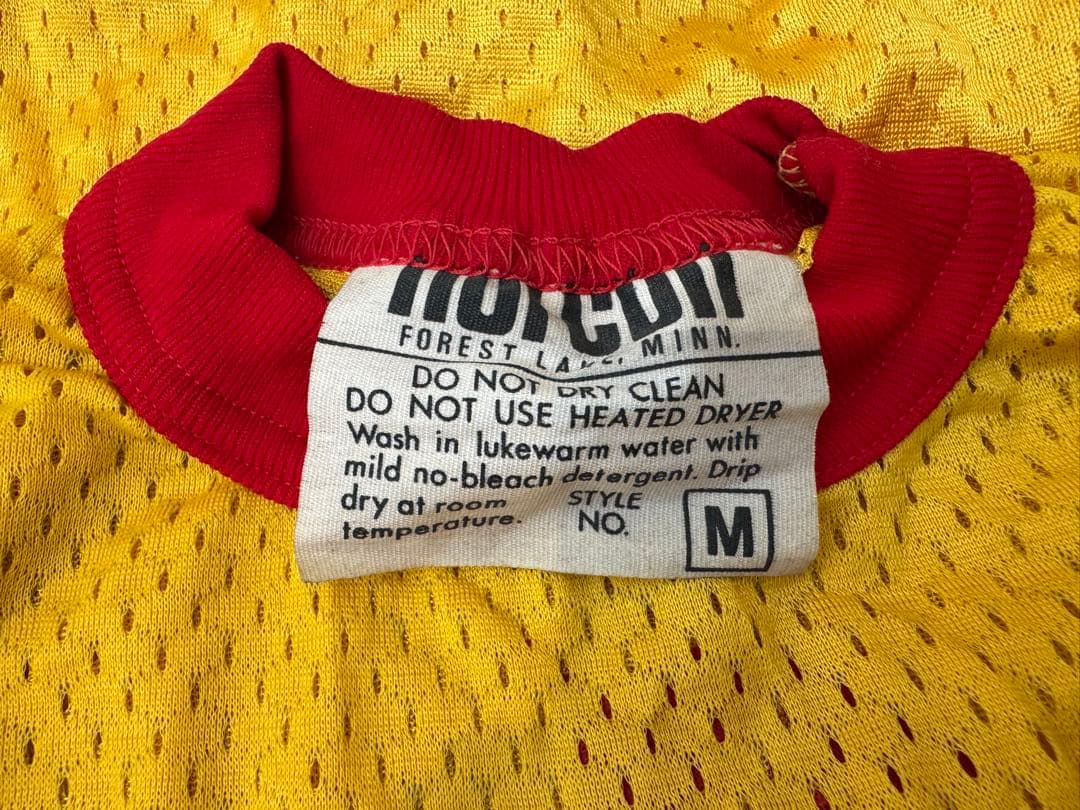 norcon
FOREST LAKE, MINN.
DO NOT DRY CLEAN
DO NOT USE HEATED DRYER
Wash in lukewarm water with
mild no-bleach detergent. Drip
dry at room
temperature.
STYLE
NO.
M